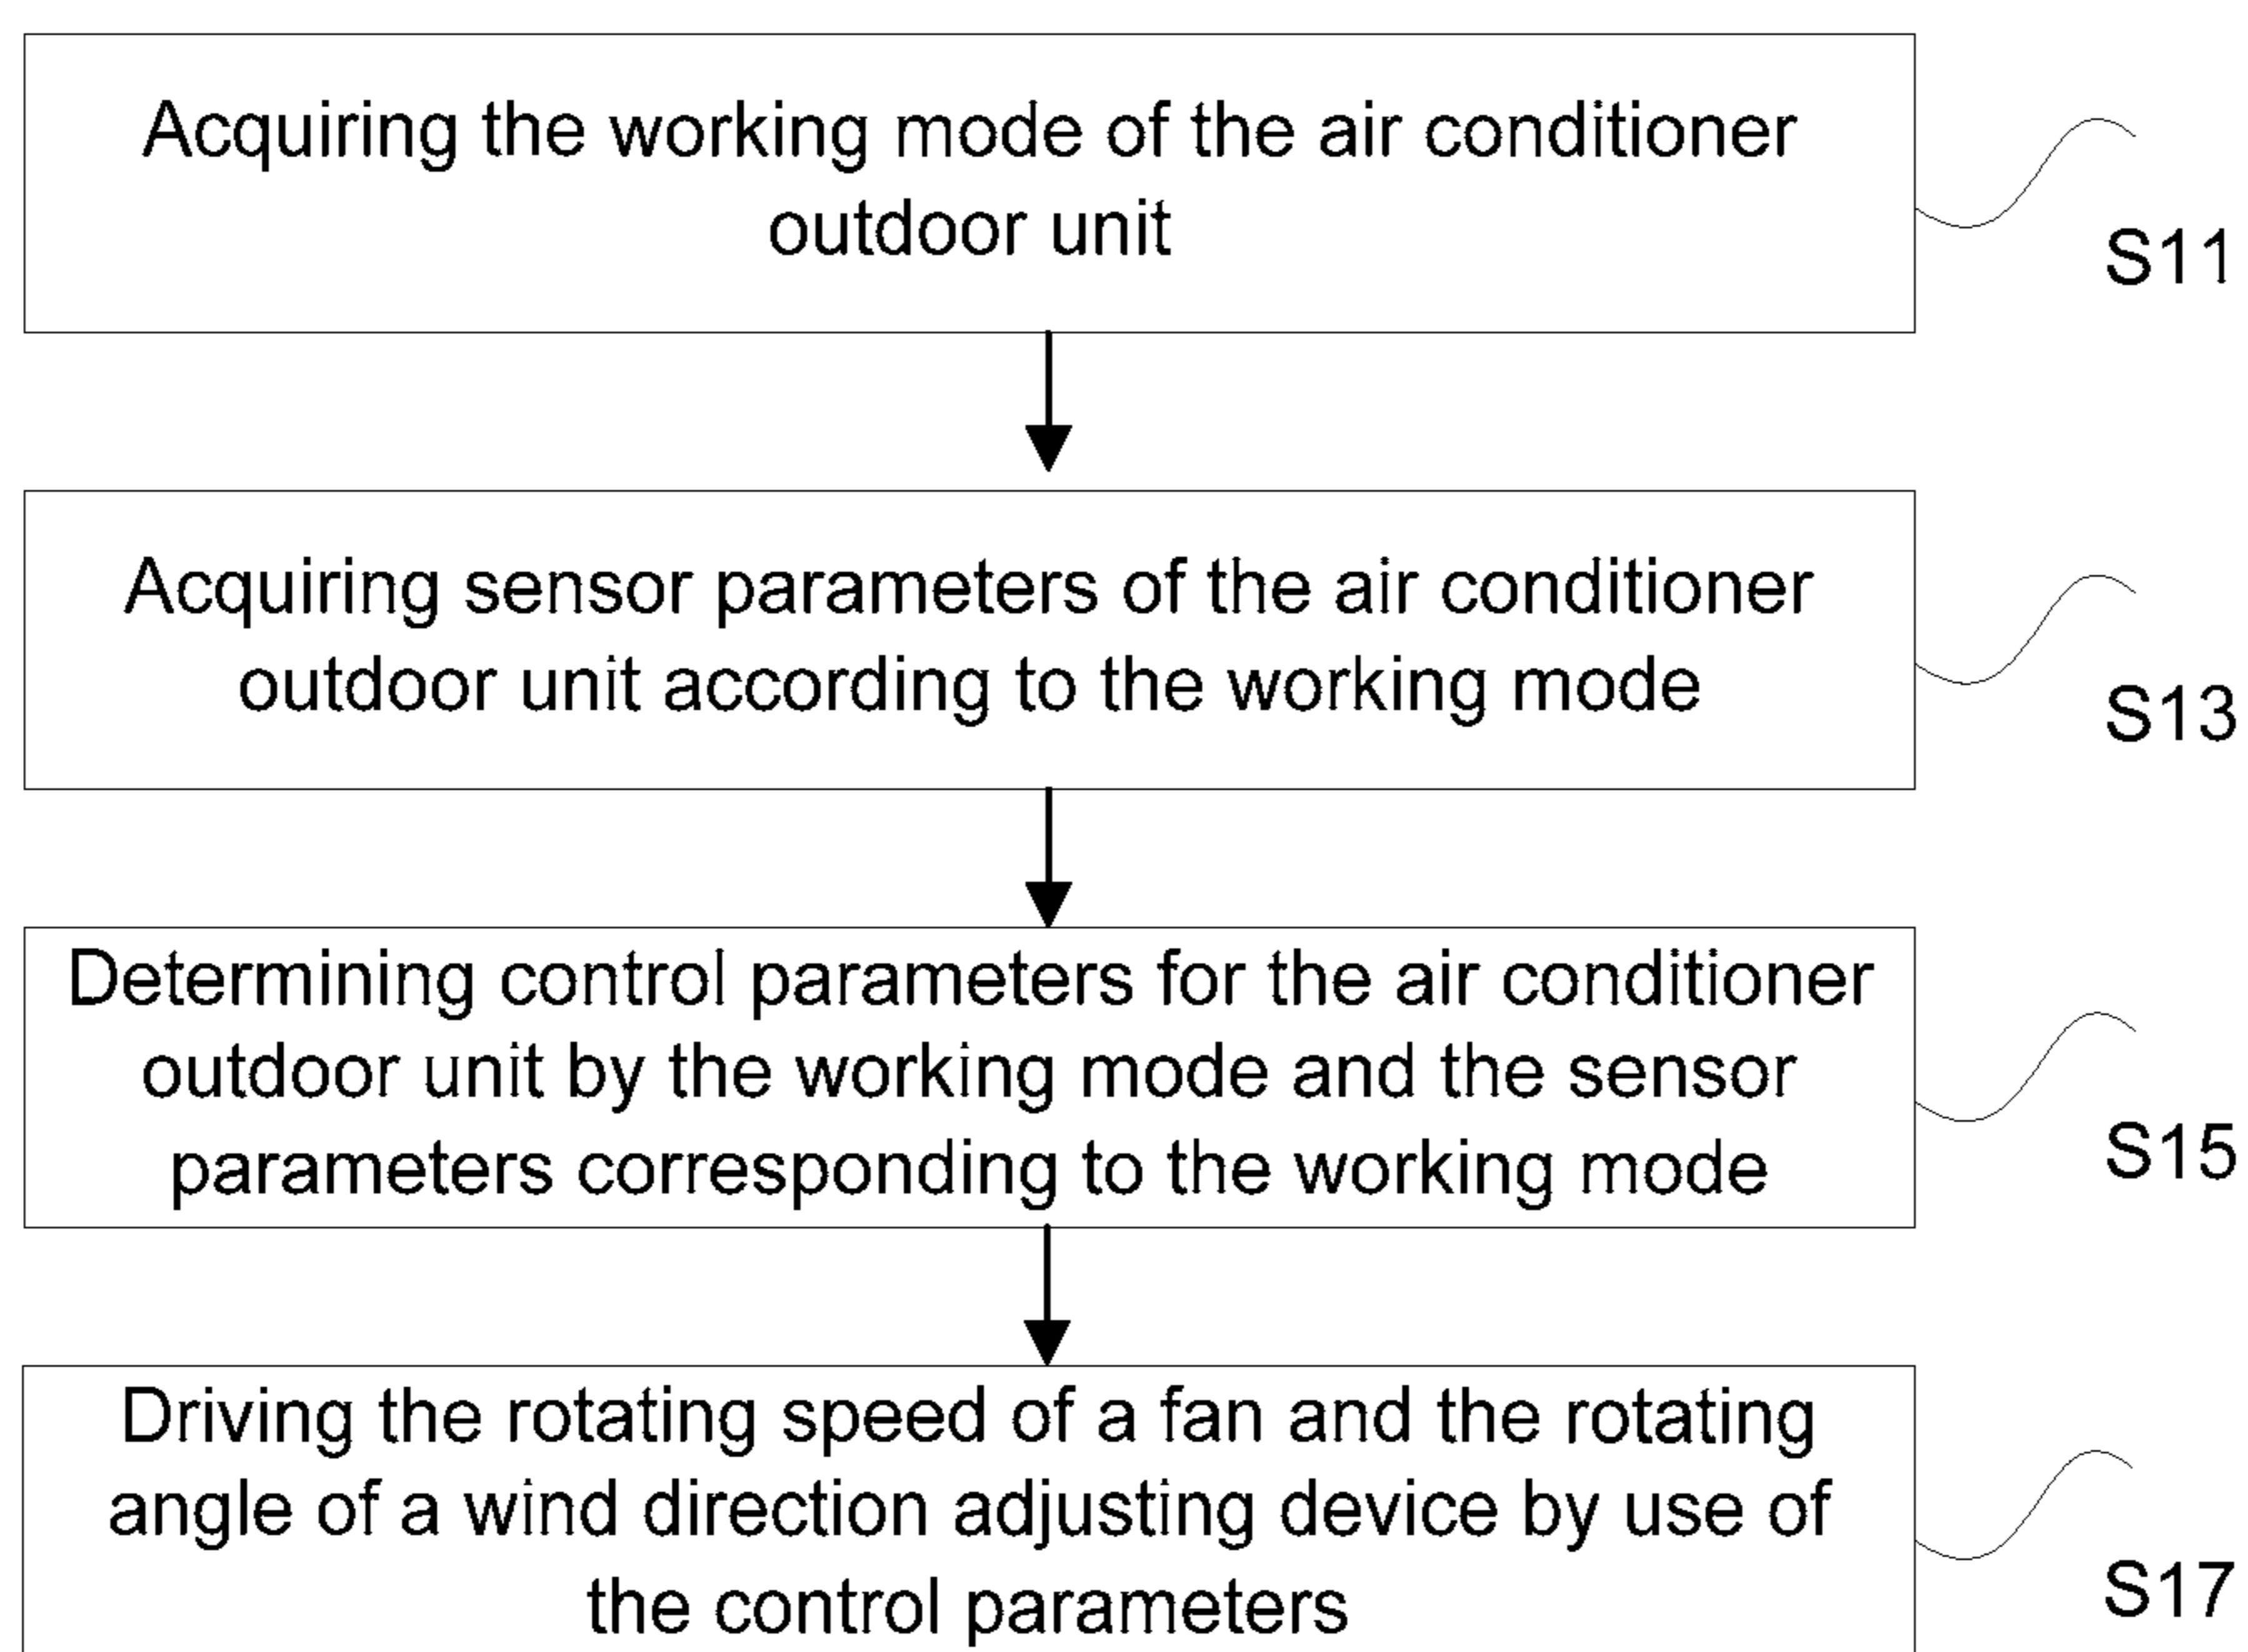 Acquiring the working mode of the air conditioner
outdoor unit
S11
Acquiring sensor parameters of the air conditioner
outdoor unit according to the working mode
S13
Determining control parameters for the air conditioner
outdoor unit by the working mode and the sensor
parameters corresponding to the working mode
S15
Driving the rotating speed of a fan and the rotating
angle of a wind direction adjusting device by use of
the control parameters
S17